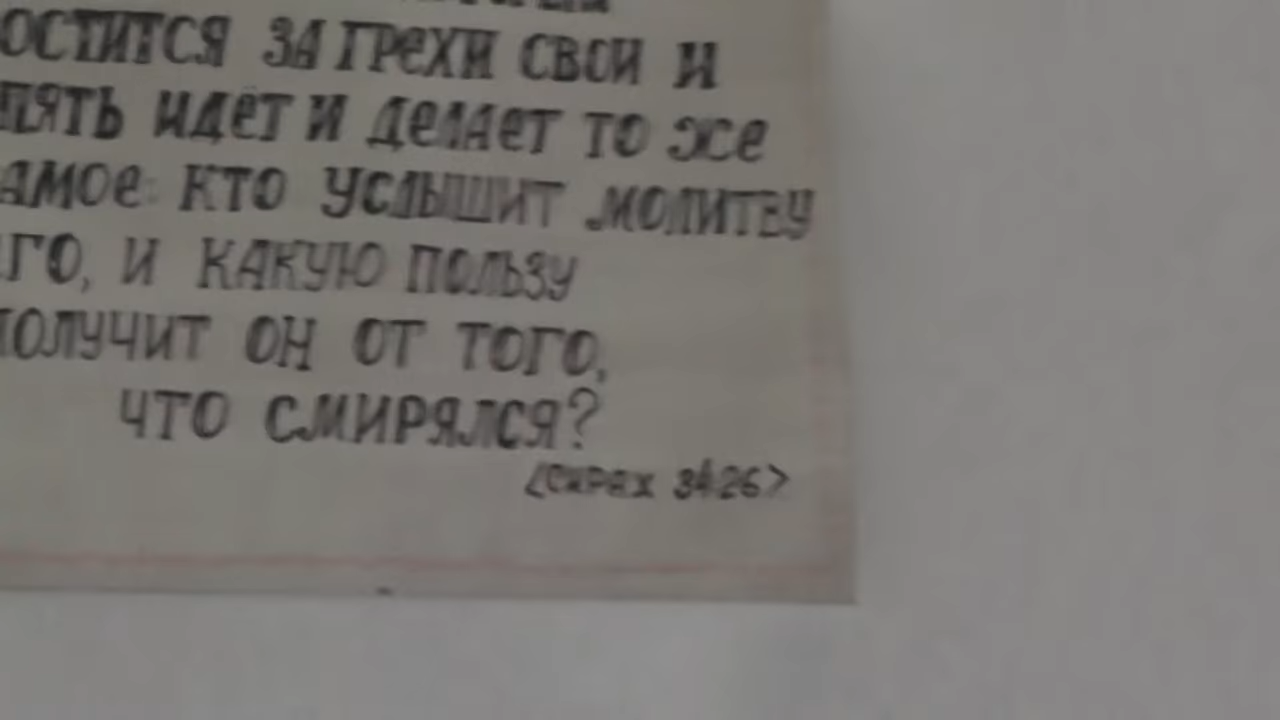 остится за грехи свои и
пять идёт и делает то же
амое: кто услышит молитву
го, и какую пользу
получит он от того,
что смирялся?
<Сирах 34:26>